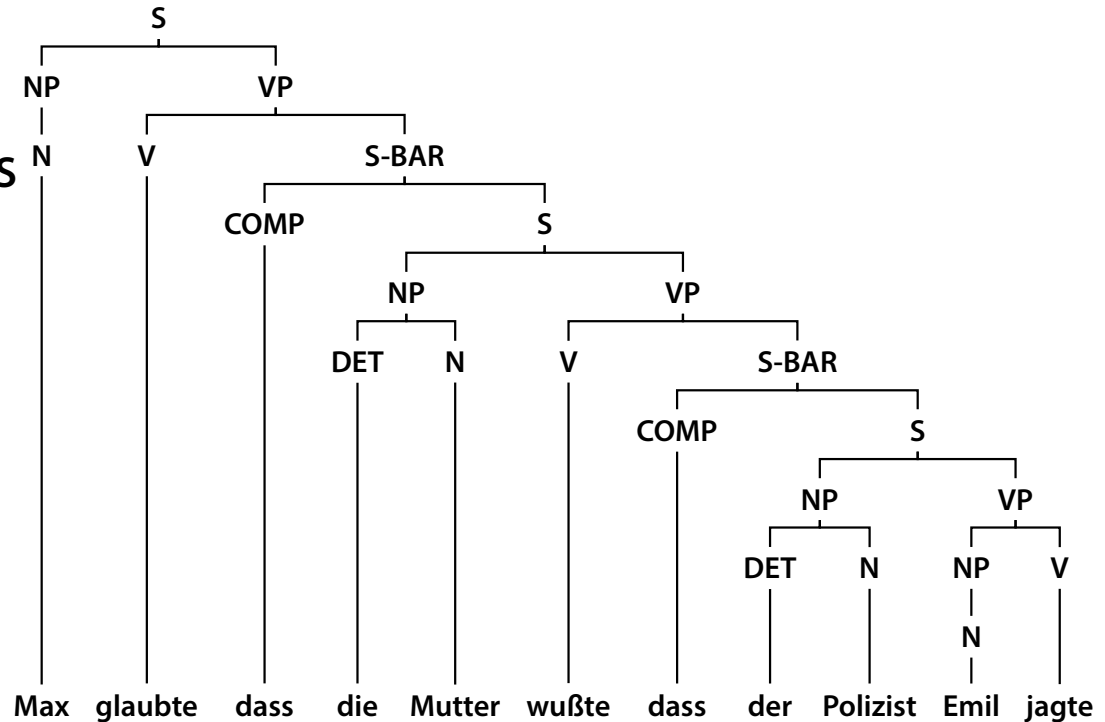 S
NP VP
S N V S-BAR
COMP S
NP VP
DET N V S-BAR
COMP S
NP VP
DET N NP V
N
Max glaubte dass die Mutter wußte dass der Polizist Emil jagte